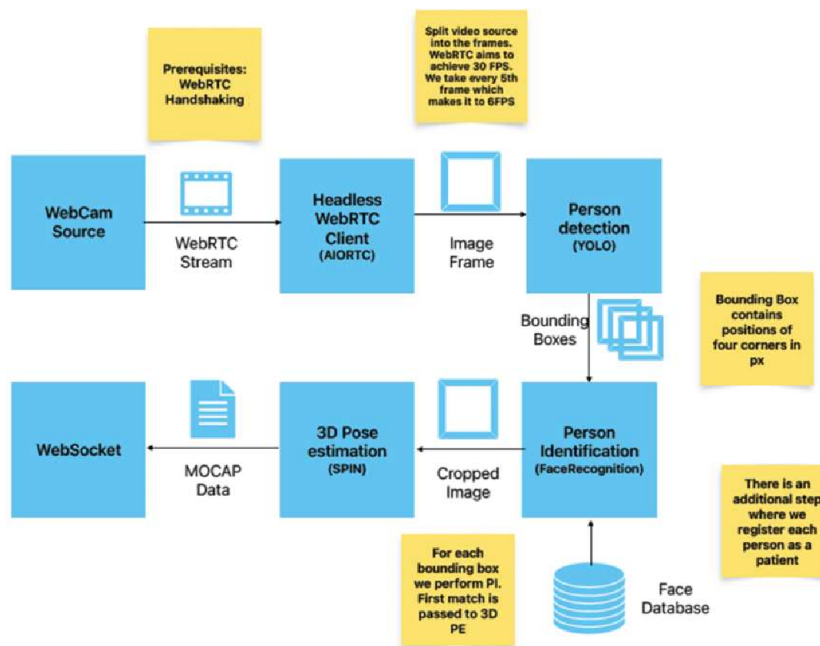 Prerequisites:
WebRTC
Handshaking
Split video source
into the frames.
WebRTC aims to
achieve 30 FPS.
We take every 5th
frame which
makes it to 6FPS
WebCam
Source
WebRTC
Stream
Headless
WebRTC
Client
(AIORTC)
Image
Frame
Person
detection
(YOLO)
Bounding
Boxes
Bounding Box
contains
positions of
four corners in
px
WebSocket
MOCAP
Data
3D Pose
estimation
(SPIN)
Cropped
Image
Person
Identification
(FaceRecognition)
There is an
additional step
where we
register each
person as a
patient
For each
bounding box
we perform PI.
First match is
passed to 3D
PE
Face
Database